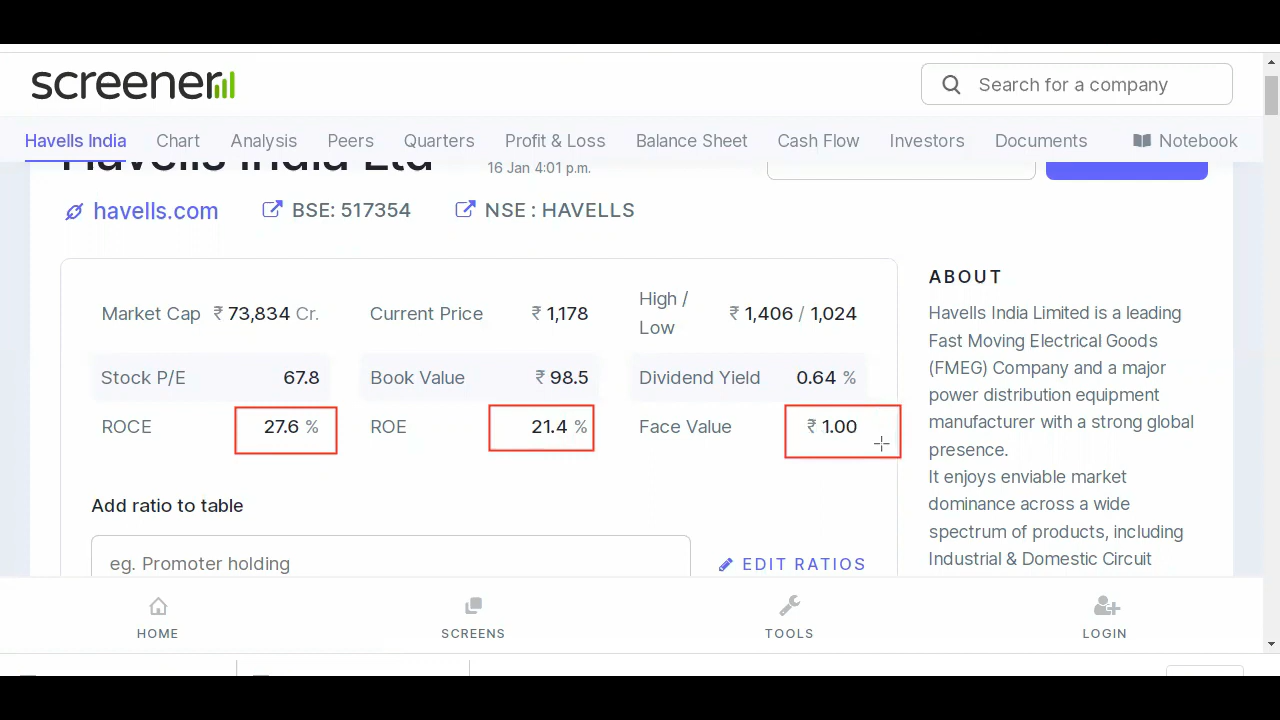 screener
Search for a company
Havells India Chart Analysis Peers Quarters Profit & Loss Balance Sheet Cash Flow Investors Documents Notebook
Havells India Ltd
16 Jan 4:01 p.m.
havells.com BSE: 517354 NSE : HAVELLS
Market Cap ₹ 73,834 Cr.
Current Price ₹ 1,178
High / Low ₹ 1,406 / 1,024
Stock P/E 67.8
Book Value ₹ 98.5
Dividend Yield 0.64 %
ROCE 27.6 %
ROE 21.4 %
Face Value ₹ 1.00
Add ratio to table
eg. Promoter holding
EDIT RATIOS
ABOUT
Havells India Limited is a leading
Fast Moving Electrical Goods
(FMEG) Company and a major
power distribution equipment
manufacturer with a strong global
presence.
It enjoys enviable market
dominance across a wide
spectrum of products, including
Industrial & Domestic Circuit
HOME SCREENS TOOLS LOGIN